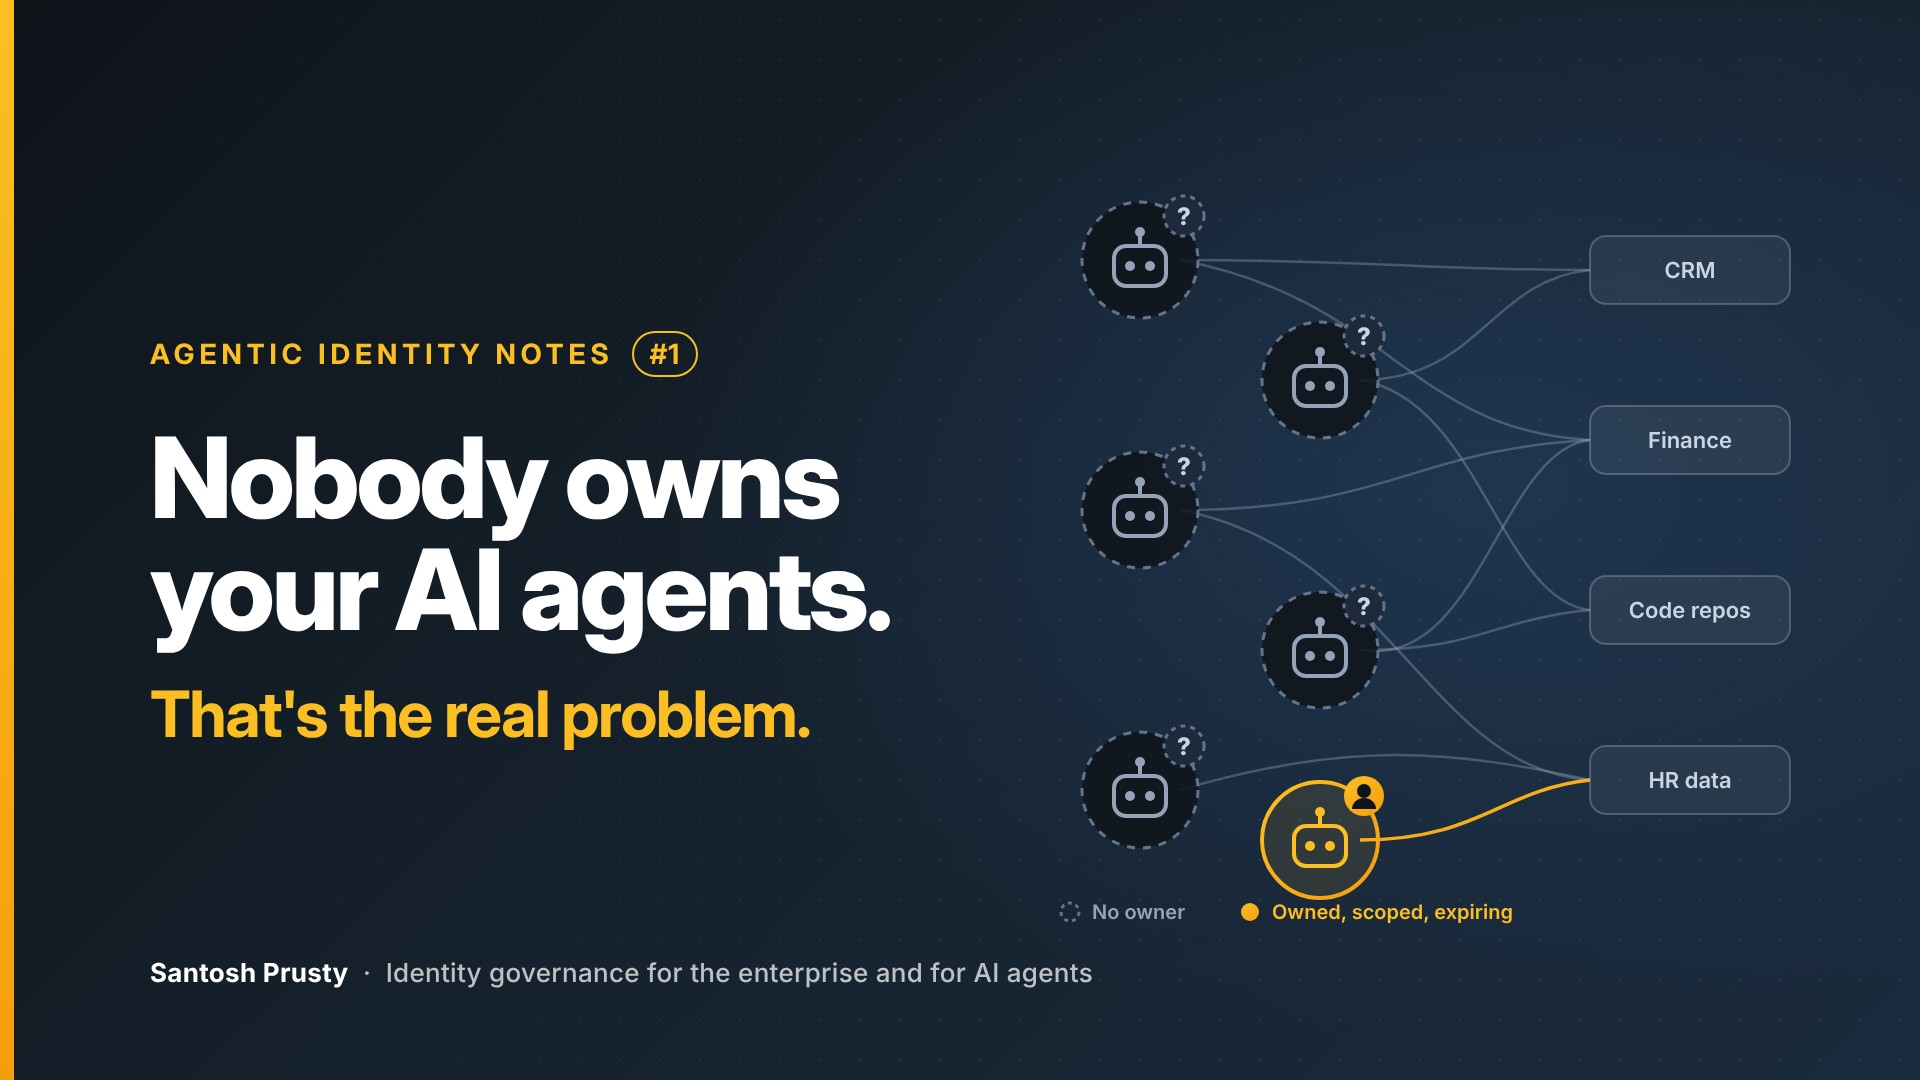 AGENTIC IDENTITY NOTES #1
Nobody owns
your AI agents.
That's the real problem.
?
?
?
?
?
CRM
Finance
Code repos
HR data
No owner
Owned, scoped, expiring
Santosh Prusty · Identity governance for the enterprise and for AI agents